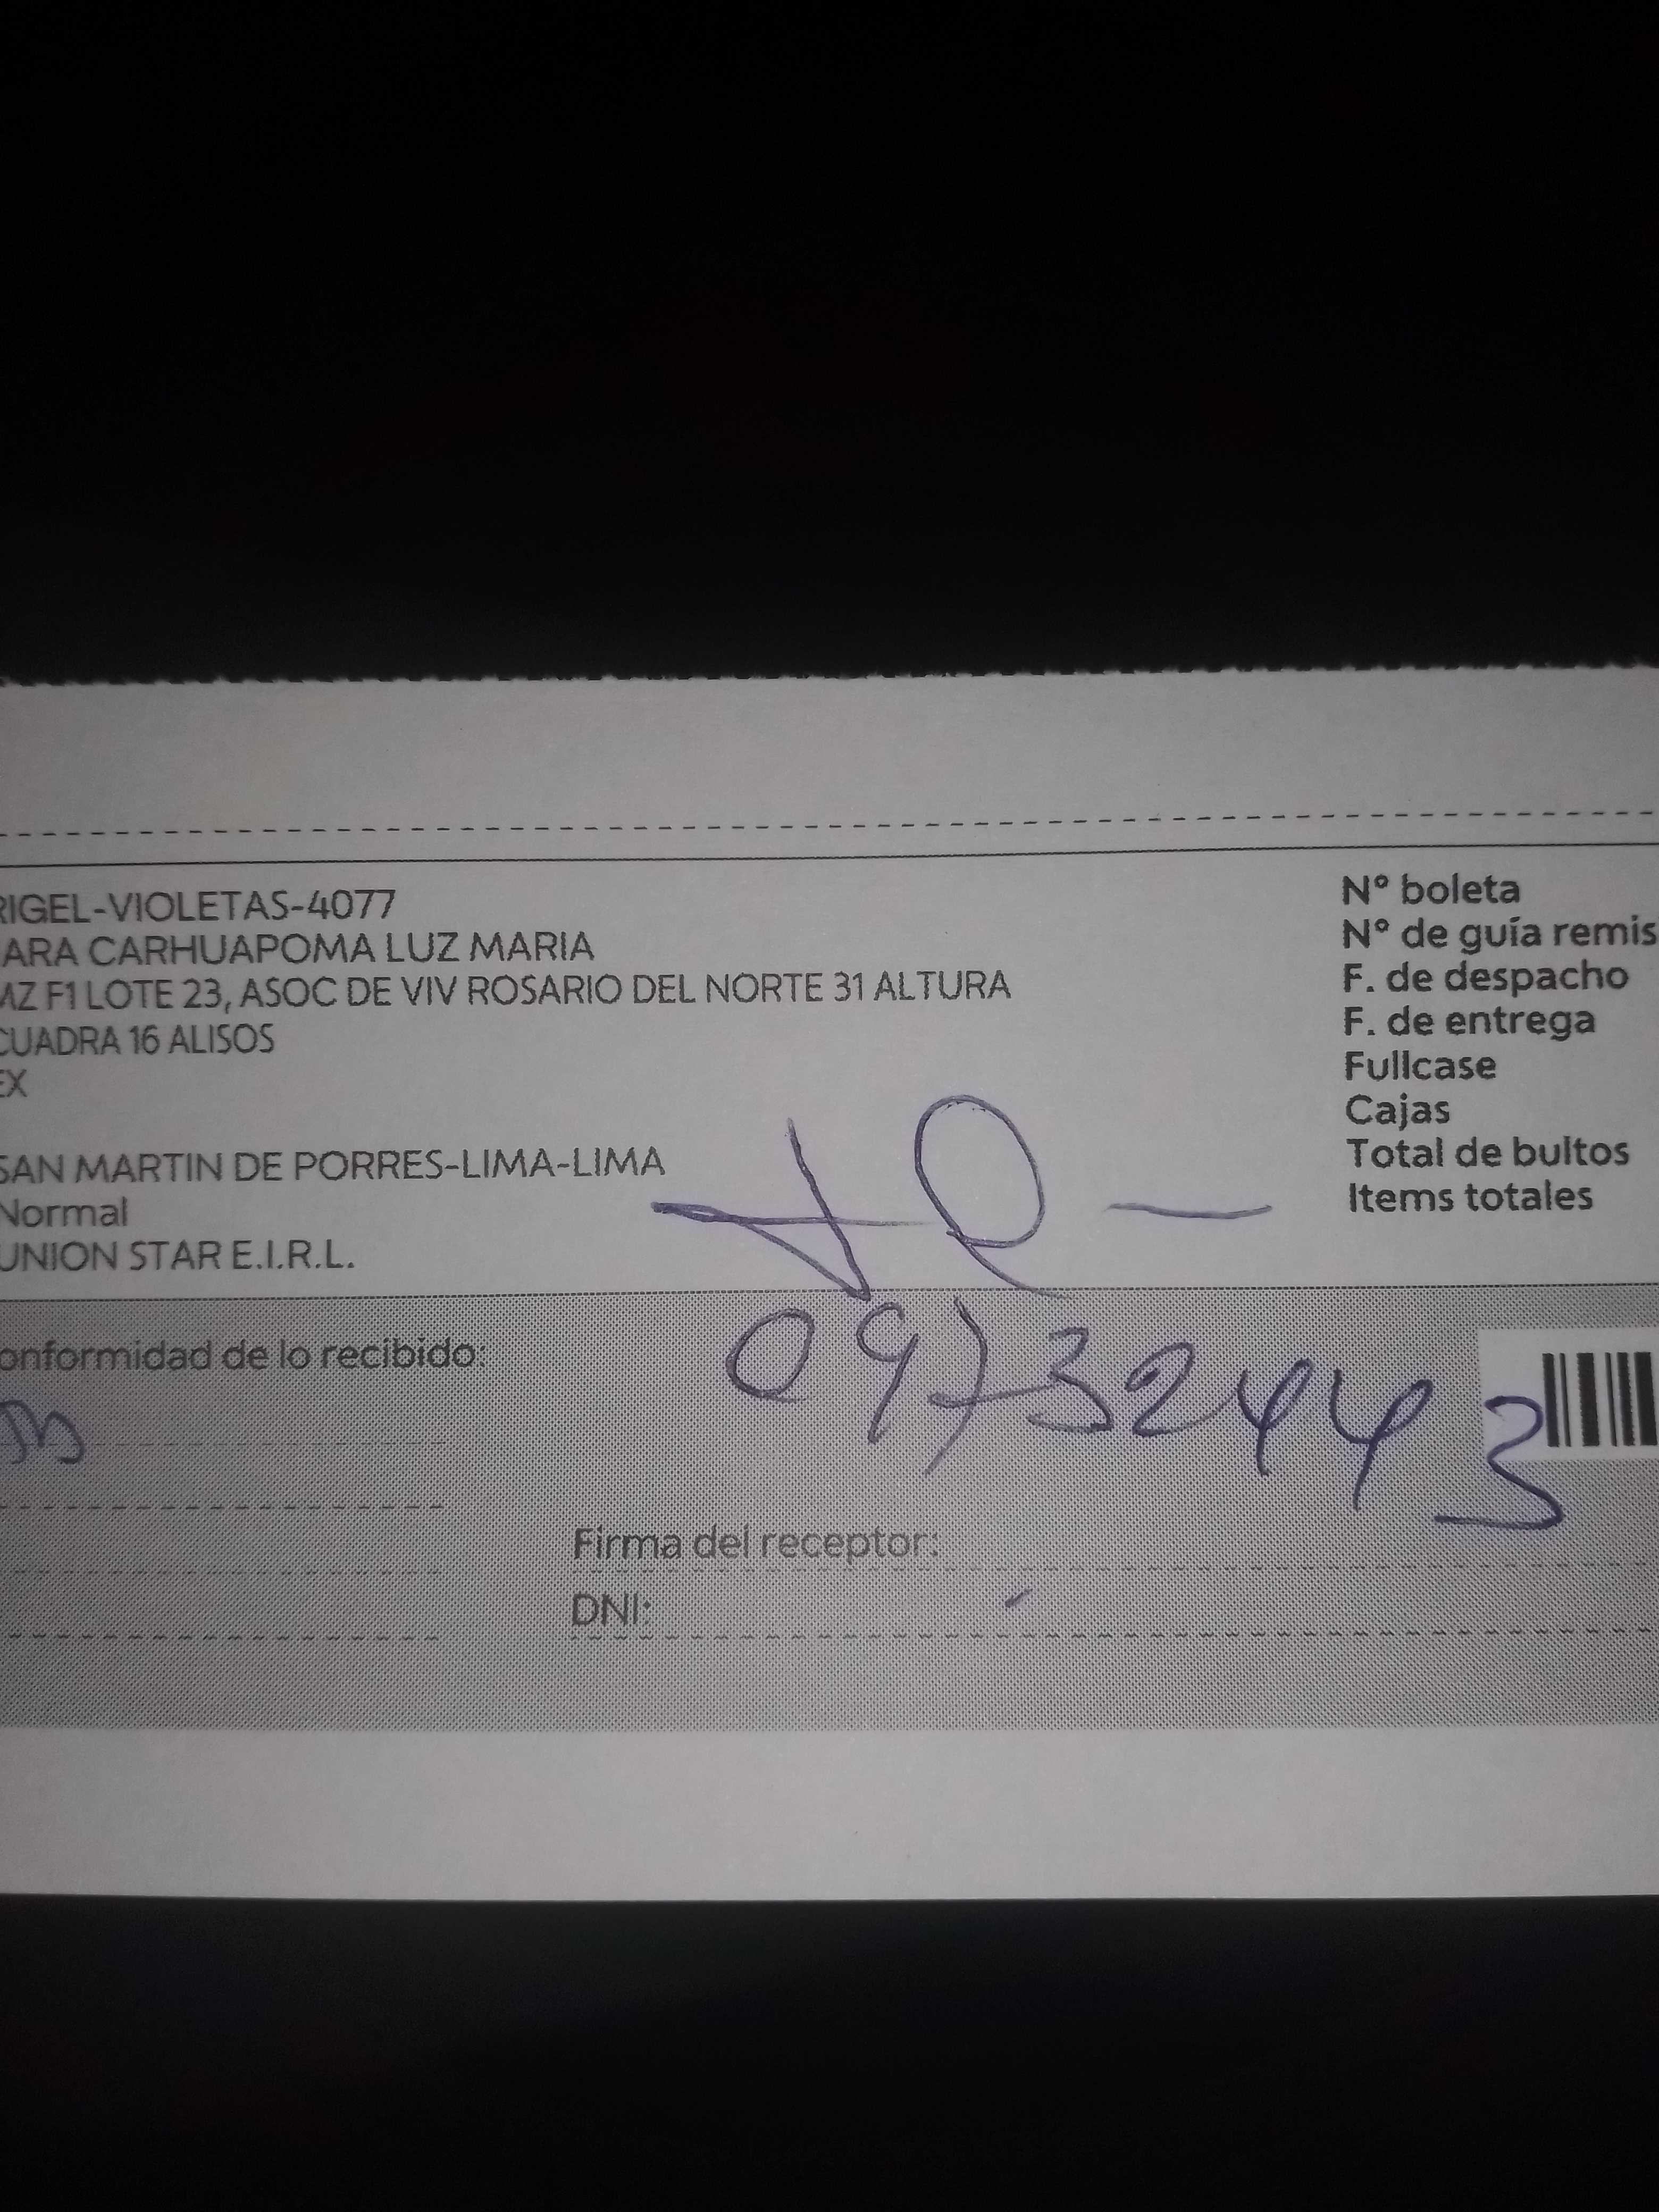 RIGEL-VIOLETAS-4077
ARA CARHUAPOMA LUZ MARIA
MZ F1 LOTE 23, ASOC DE VIV ROSARIO DEL NORTE 31 ALTURA
CUADRA 16 ALISOS
EX
SAN MARTIN DE PORRES-LIMA-LIMA
Normal
UNION STAR E.I.R.L.
N° boleta
N° de guía remis
F. de despacho
F. de entrega
Fullcase
Cajas
Total de bultos
Items totales
onformidad de lo recibido:
09732443
Firma del receptor:
DNI: